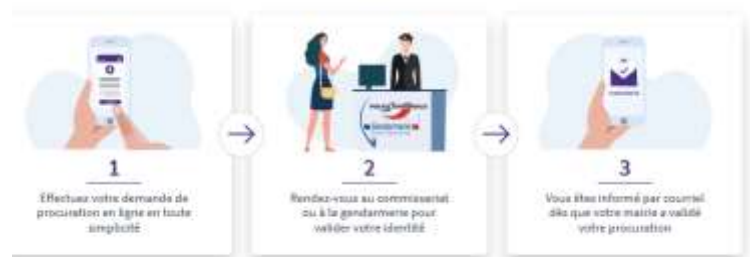 1
Effectuez votre demande de
procuration en ligne en toute
simplicité
2
Rendez-vous au commissariat
ou à la gendarmerie pour
valider votre identité
3
Vous êtes informé par courriel
dès que votre mairie a validé
votre procuration